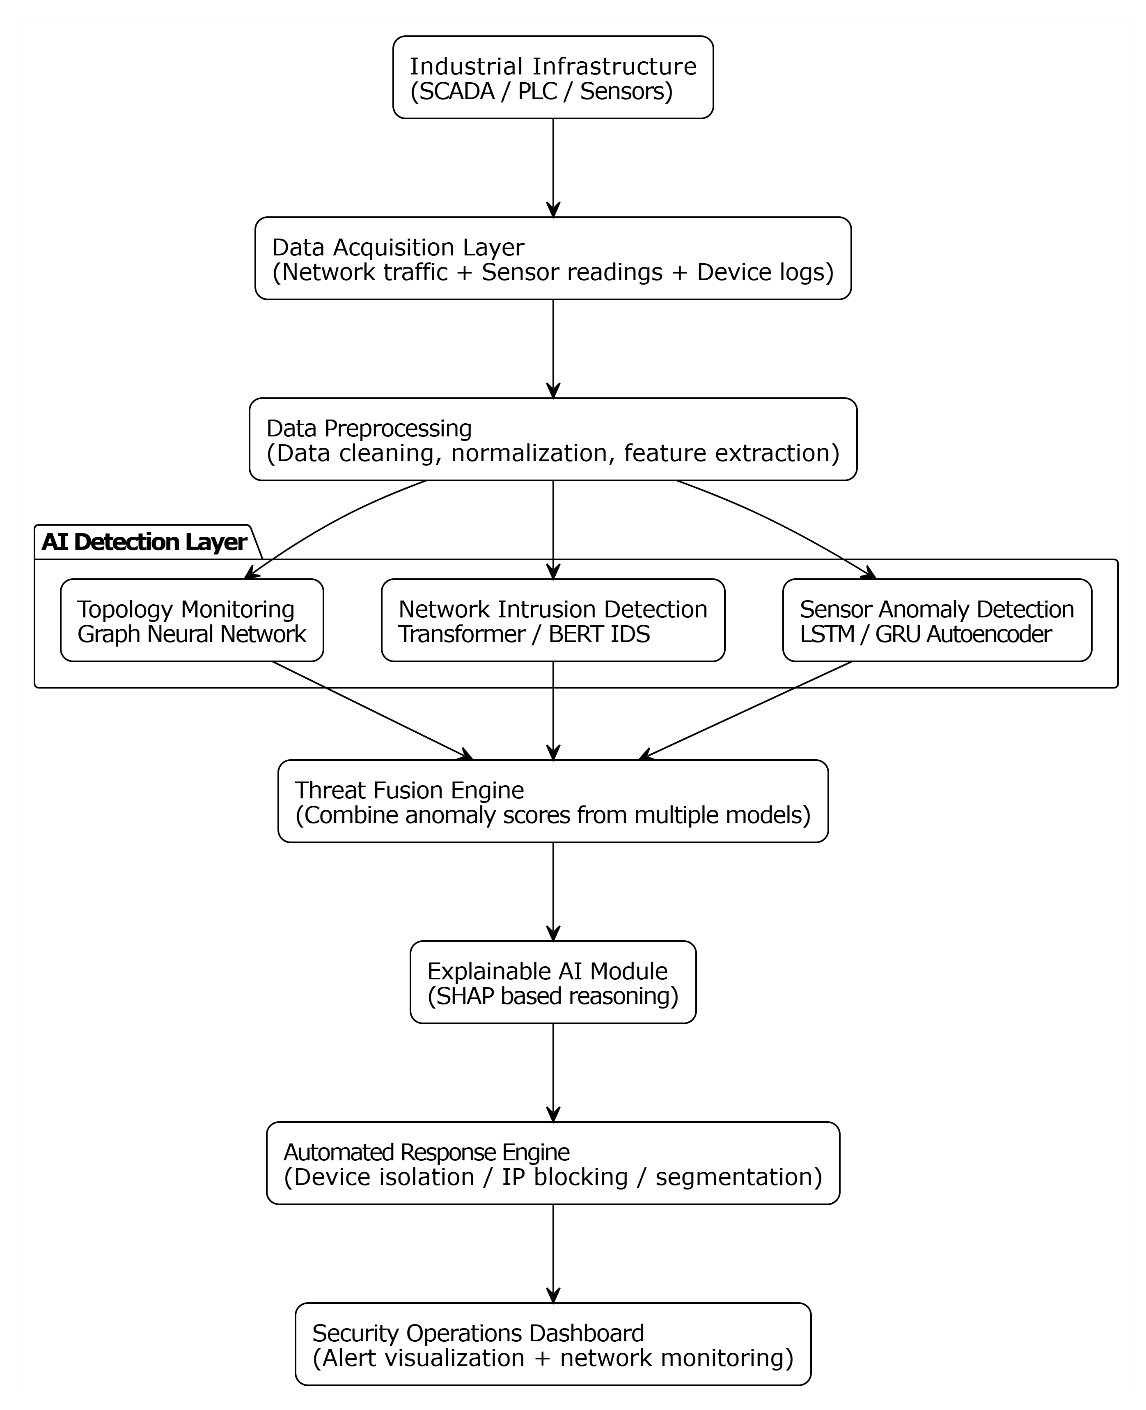 Industrial Infrastructure
(SCADA / PLC / Sensors)
Data Acquisition Layer
(Network traffic + Sensor readings + Device logs)
Data Preprocessing
(Data cleaning, normalization, feature extraction)
AI Detection Layer
Topology Monitoring
Graph Neural Network
Network Intrusion Detection
Transformer / BERT IDS
Sensor Anomaly Detection
LSTM / GRU Autoencoder
Threat Fusion Engine
(Combine anomaly scores from multiple models)
Explainable AI Module
(SHAP based reasoning)
Automated Response Engine
(Device isolation / IP blocking / segmentation)
Security Operations Dashboard
(Alert visualization + network monitoring)